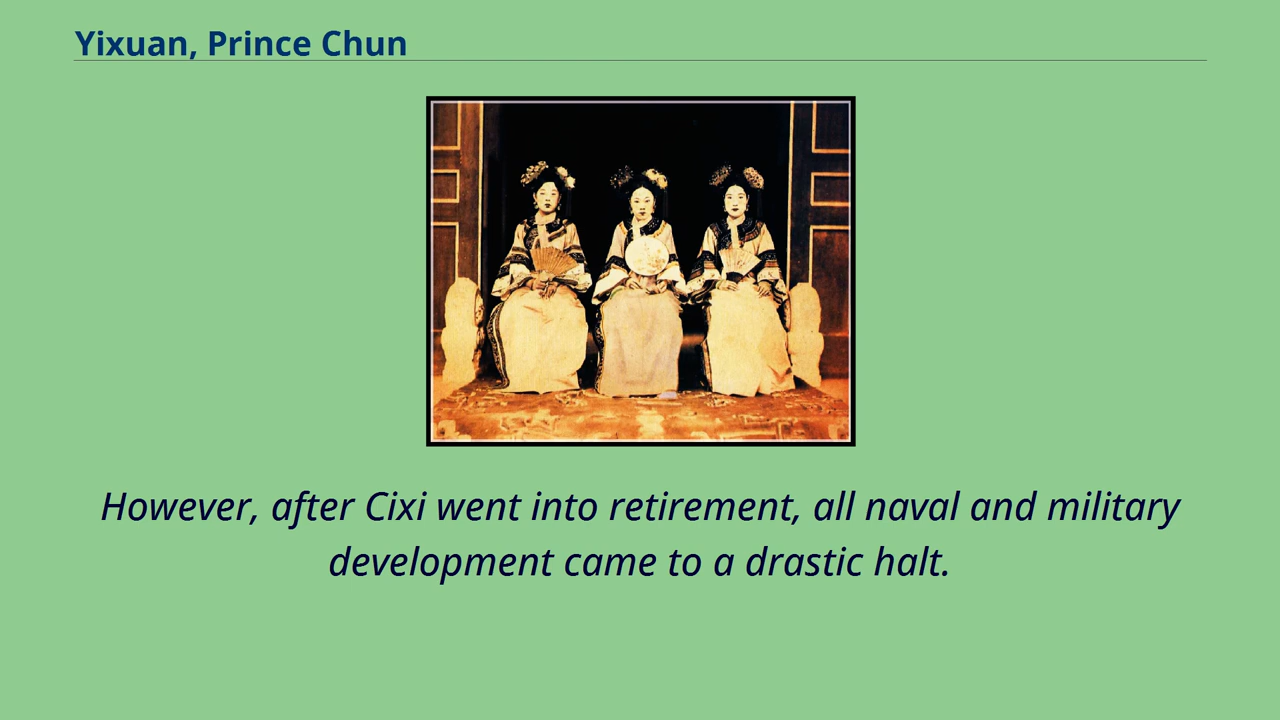 Yixuan, Prince Chun
However, after Cixi went into retirement, all naval and military
development came to a drastic halt.